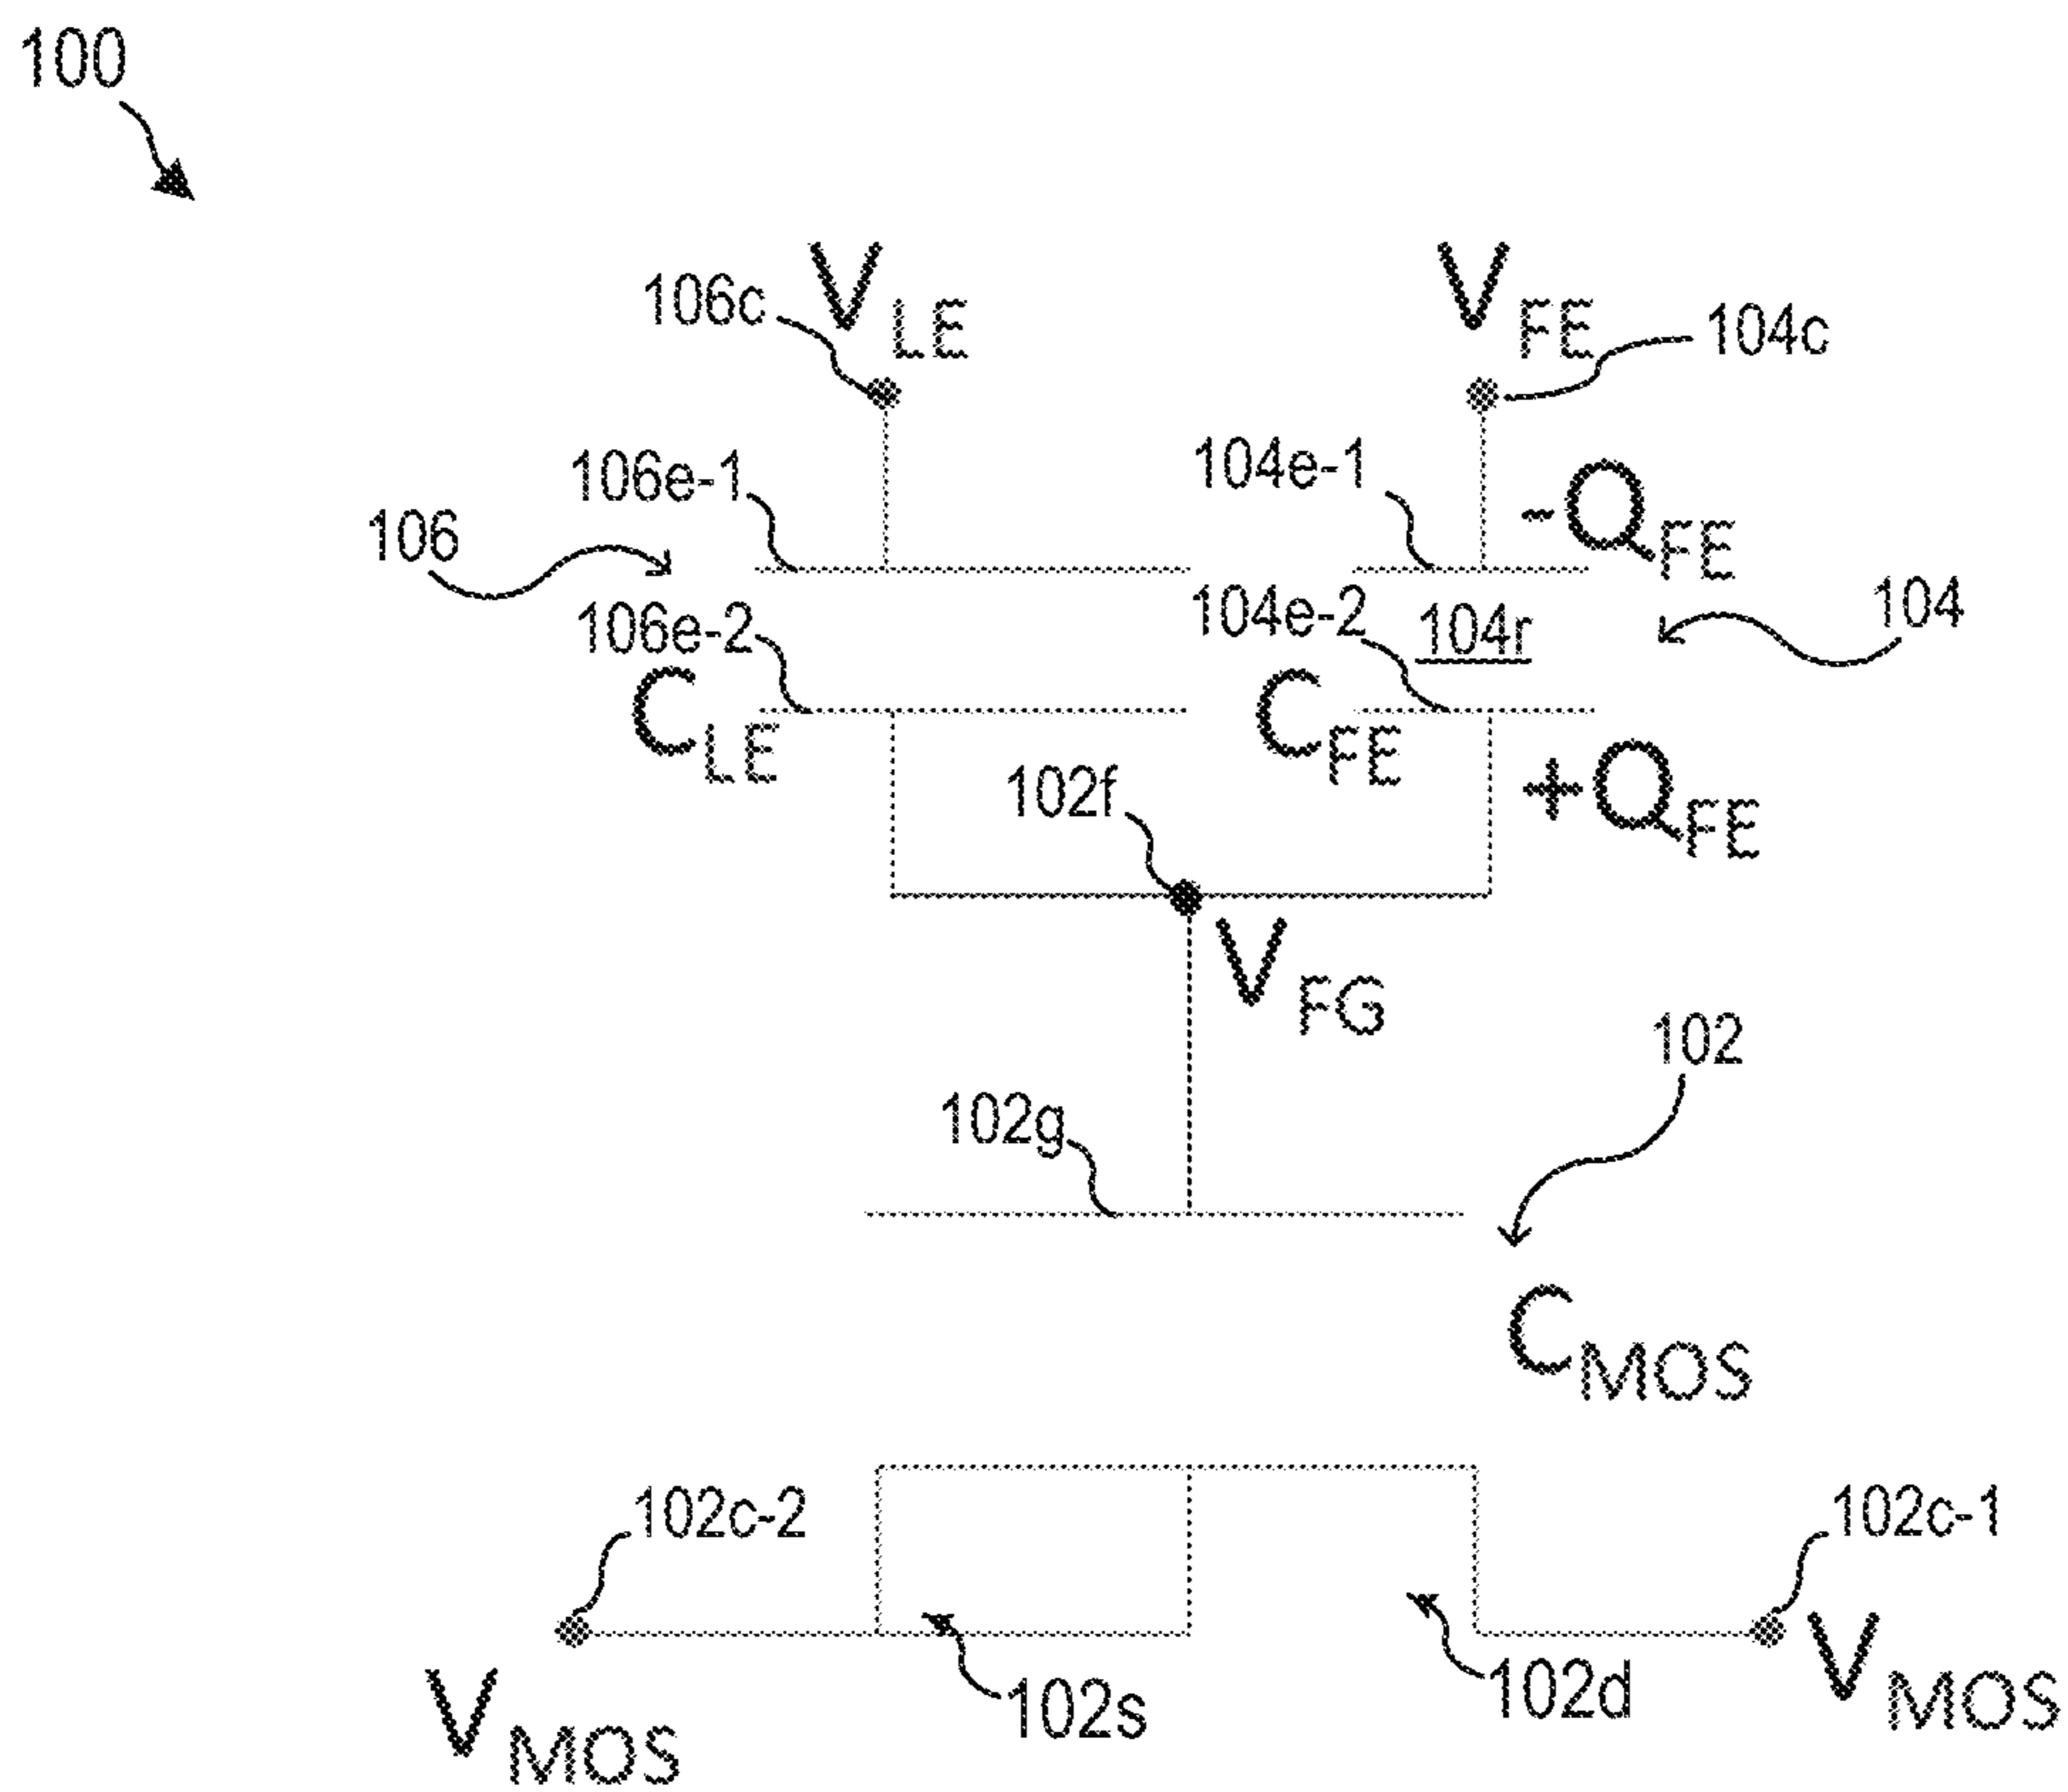 100
106c
V_LE
V_FE
104c
106e-1
104e-1
-Q_FE
106
106e-2
104e-2
104r
104
C_LE
C_FE
102f
+Q_FE
V_FG
102
102g
C_MOS
102c-2
102c-1
V_MOS
102s
102d
V_MOS